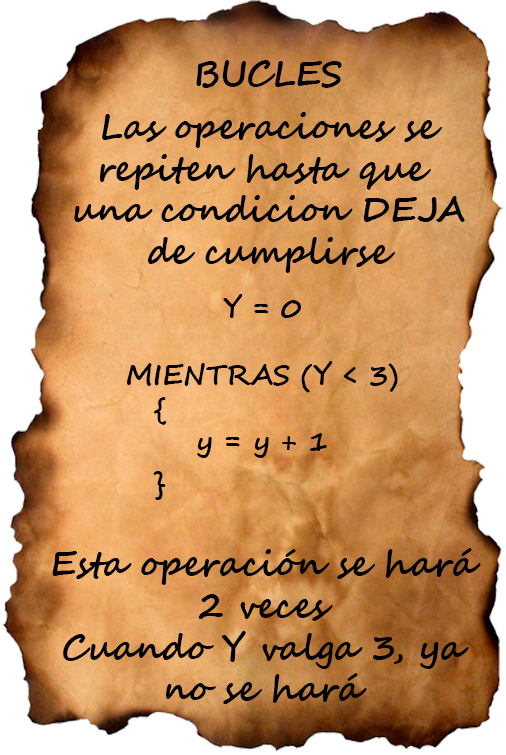 BUCLES
Las operaciones se
repiten hasta que
una condicion DEJA
de cumplirse
Y = 0
MIENTRAS (Y < 3)
{
y = y + 1
}
Esta operación se hará
2 veces
Cuando Y valga 3, ya
no se hará